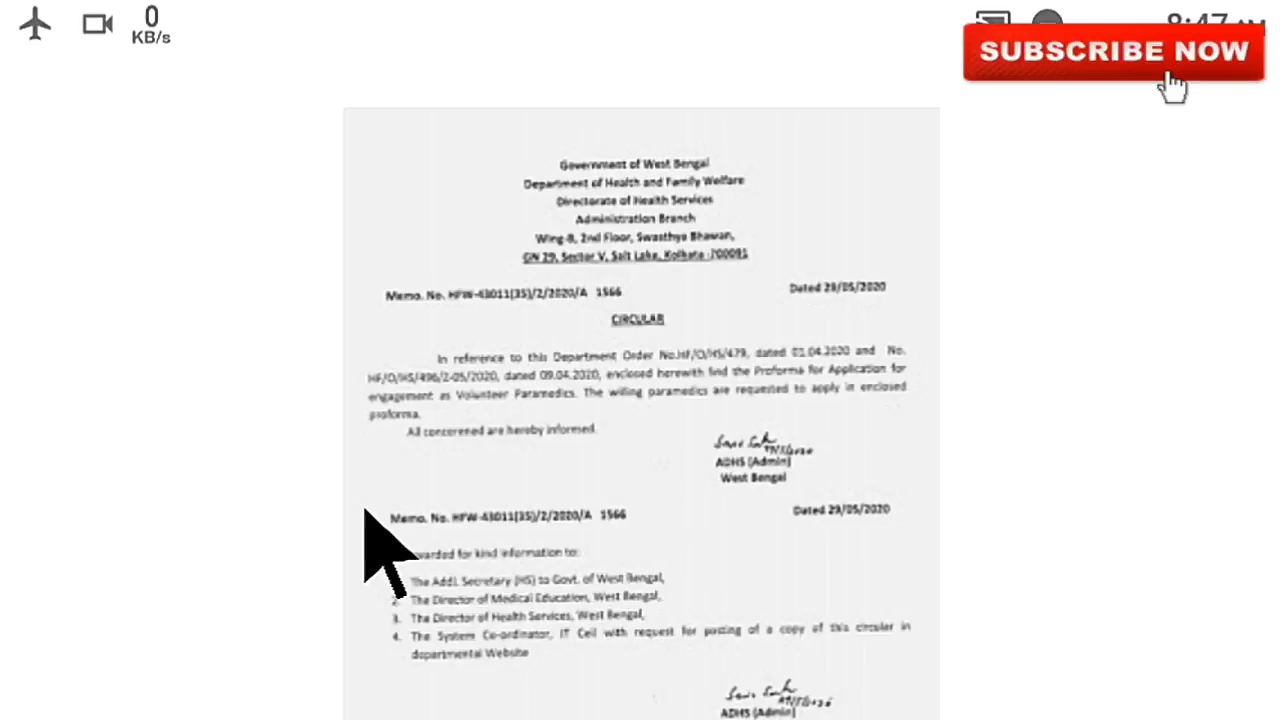 0
KB/s
8:47 AM
SUBSCRIBE NOW
Government of West Bengal
Department of Health and Family Welfare
Directorate of Health Services
Administration Branch
Wing-B, 2nd Floor, Swasthya Bhawan,
GN 29, Sector V, Salt Lake, Kolkata -700091
Memo. No. HFW-43011(35)/2/2020/A 1566 Dated 29/05/2020
CIRCULAR
In reference to this Department Order No.HF/O/HS/479, dated 01.04.2020 and No.
HF/O/HS/496/2-05/2020, dated 09.04.2020, enclosed herewith find the Proforma for Application for
engagement as Volunteer Paramedics. The willing paramedics are requested to apply in enclosed
proforma.
All concerened are hereby informed.
ADHS (Admin)
West Bengal
Memo. No. HFW-43011(35)/2/2020/A 1566 Dated 29/05/2020
warded for kind information to:
The Addl. Secretary (HS) to Govt. of West Bengal,
2. The Director of Medical Education, West Bengal,
3. The Director of Health Services, West Bengal,
4. The System Co-ordinator, IT Cell with request for posting of a copy of this circular in
departmental Website
ADHS (Admin)